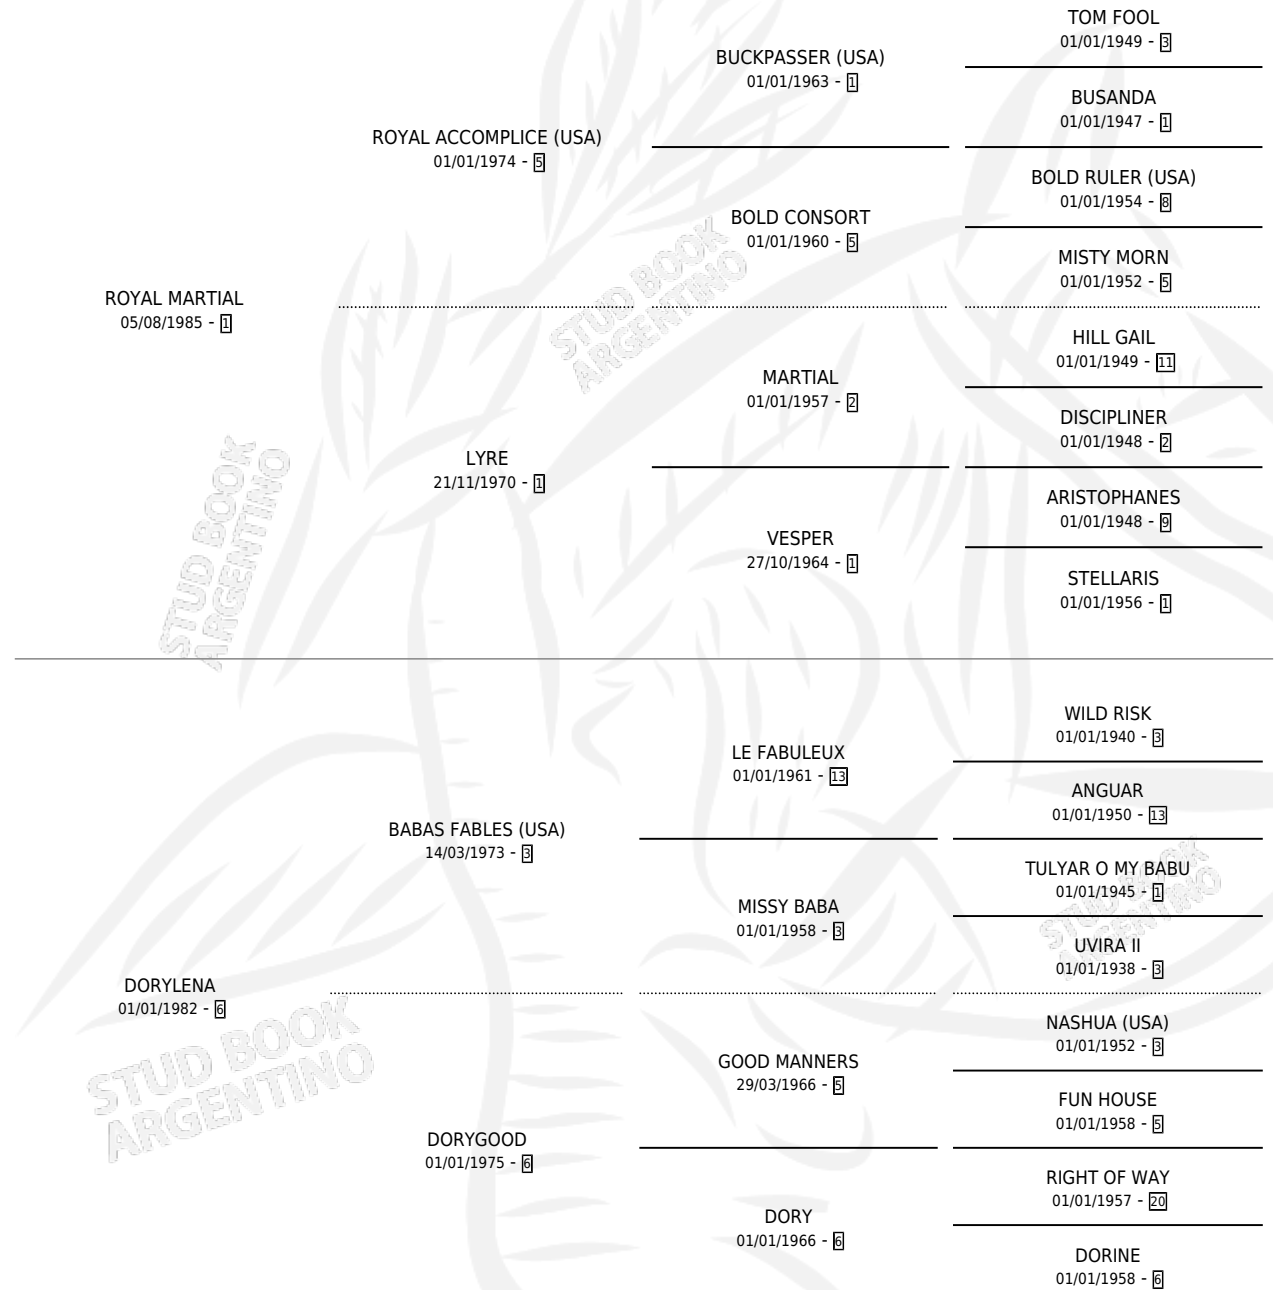 TOM FOOL
01/01/1949 - 3
BUCKPASSER (USA)
01/01/1963 - 1
BUSANDA
01/01/1947 - 1
ROYAL ACCOMPLICE (USA)
01/01/1974 - 5
BOLD RULER (USA)
01/01/1954 - 8
BOLD CONSORT
01/01/1960 - 5
MISTY MORN
01/01/1952 - 5
ROYAL MARTIAL
05/08/1985 - 1
HILL GAIL
01/01/1949 - 11
MARTIAL
01/01/1957 - 2
DISCIPLINER
01/01/1948 - 2
LYRE
21/11/1970 - 1
ARISTOPHANES
01/01/1948 - 9
VESPER
27/10/1964 - 1
STELLARIS
01/01/1956 - 1
WILD RISK
01/01/1940 - 3
LE FABULEUX
01/01/1961 - 13
ANGUAR
01/01/1950 - 13
BABAS FABLES (USA)
14/03/1973 - 3
TULYAR O MY BABU
01/01/1945 - 1
MISSY BABA
01/01/1958 - 3
UVIRA II
01/01/1938 - 3
DORYLENA
01/01/1982 - 6
NASHUA (USA)
01/01/1952 - 3
GOOD MANNERS
29/03/1966 - 5
FUN HOUSE
01/01/1958 - 5
DORYGOOD
01/01/1975 - 6
RIGHT OF WAY
01/01/1957 - 20
DORY
01/01/1966 - 6
DORINE
01/01/1958 - 6
STUD BOOK
ARGENTINO
STUD BOOK
ARGENTINO
STUD BOOK
ARGENTINO
STUD BOOK
ARGENTINO